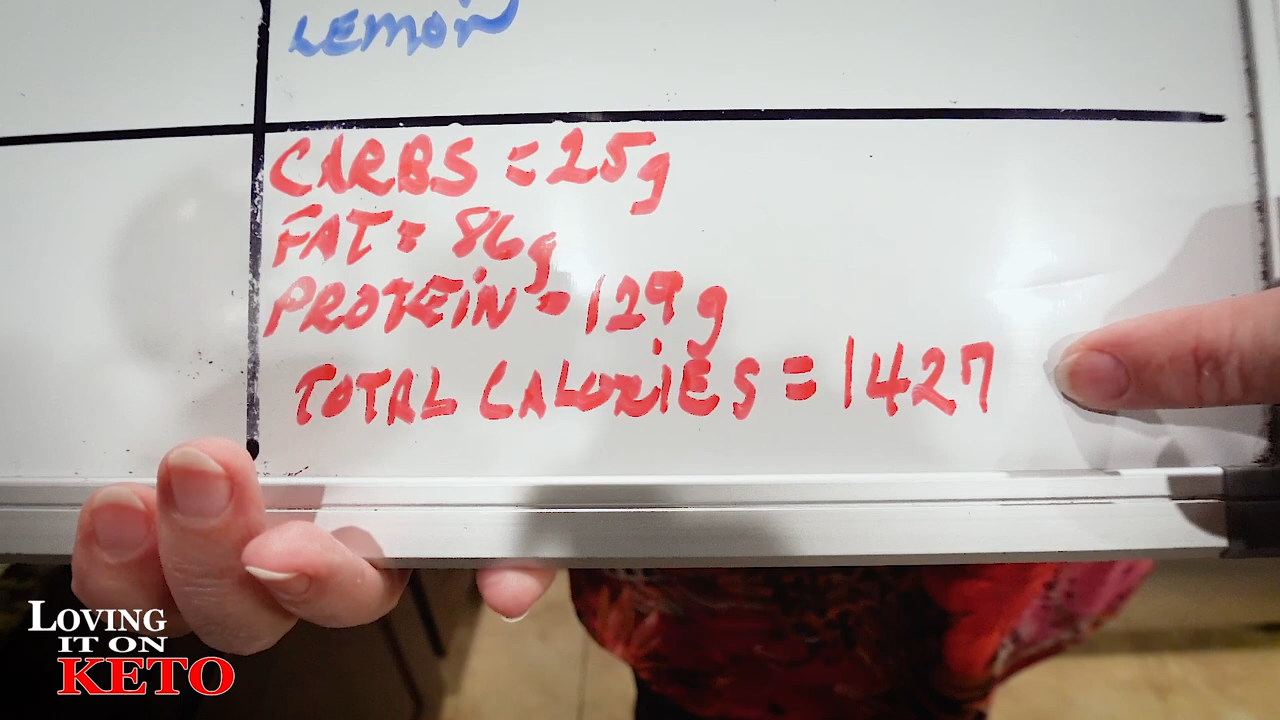 LEMON
CARBS = 25g
FAT = 86g
PROTEIN = 129g
TOTAL CALORIES = 1427
LOVING
IT ON
KETO